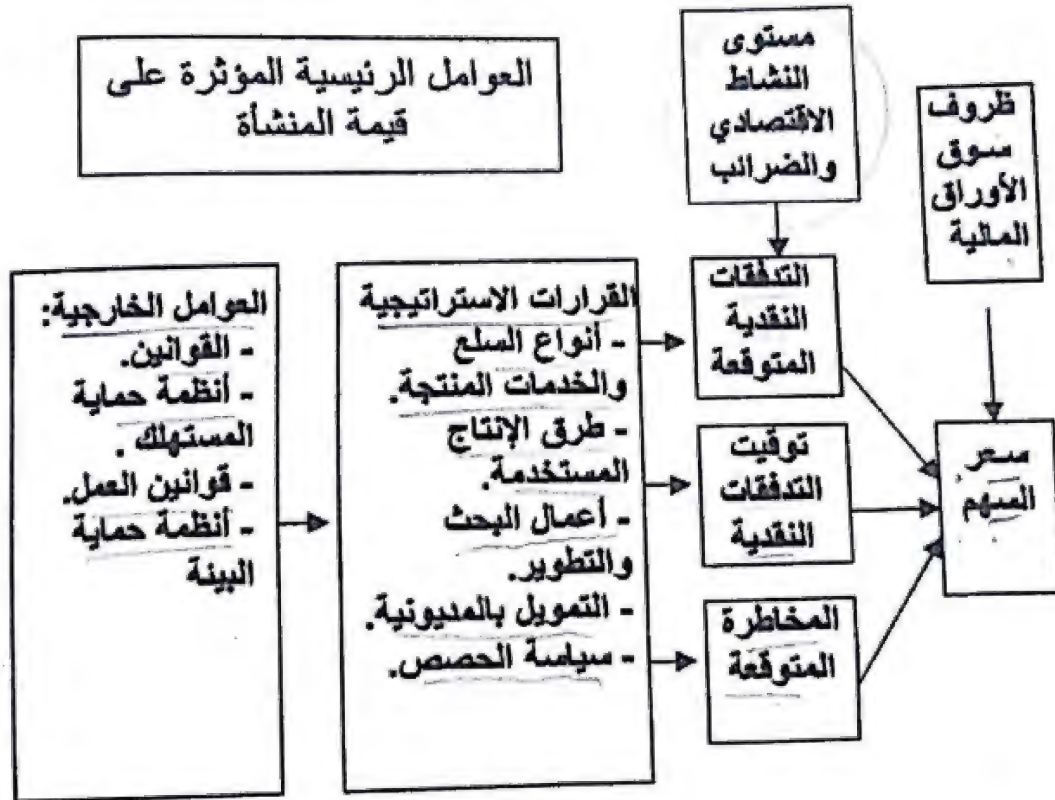 العوامل الرئيسية المؤثرة على
قيمة المنشأة
مستوى
النشاط
الاقتصادي
والضرائب
ظروف
سوق
الأوراق
المالية
العوامل الخارجية:
- القوانين.
- أنظمة حماية
المستهلك .
- قوانين العمل.
- أنظمة حماية
البيئة
القرارات الاستراتيجية
- أنواع السلع
والخدمات المنتجة.
- طرق الإنتاج
المستخدمة.
- أعمال البحث
والتطوير.
- التمويل بالمديونية.
- سياسة الحصص.
التدفقات
النقدية
المتوقعة
توقيت
التدفقات
النقدية
المخاطرة
المتوقعة
سعر
السهم